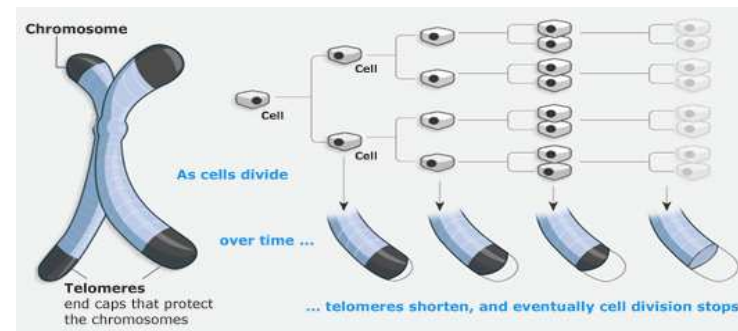 Chromosome
Cell
Cell
Cell
As cells divide
over time ...
Telomeres
end caps that protect
the chromosomes
... telomeres shorten, and eventually cell division stops